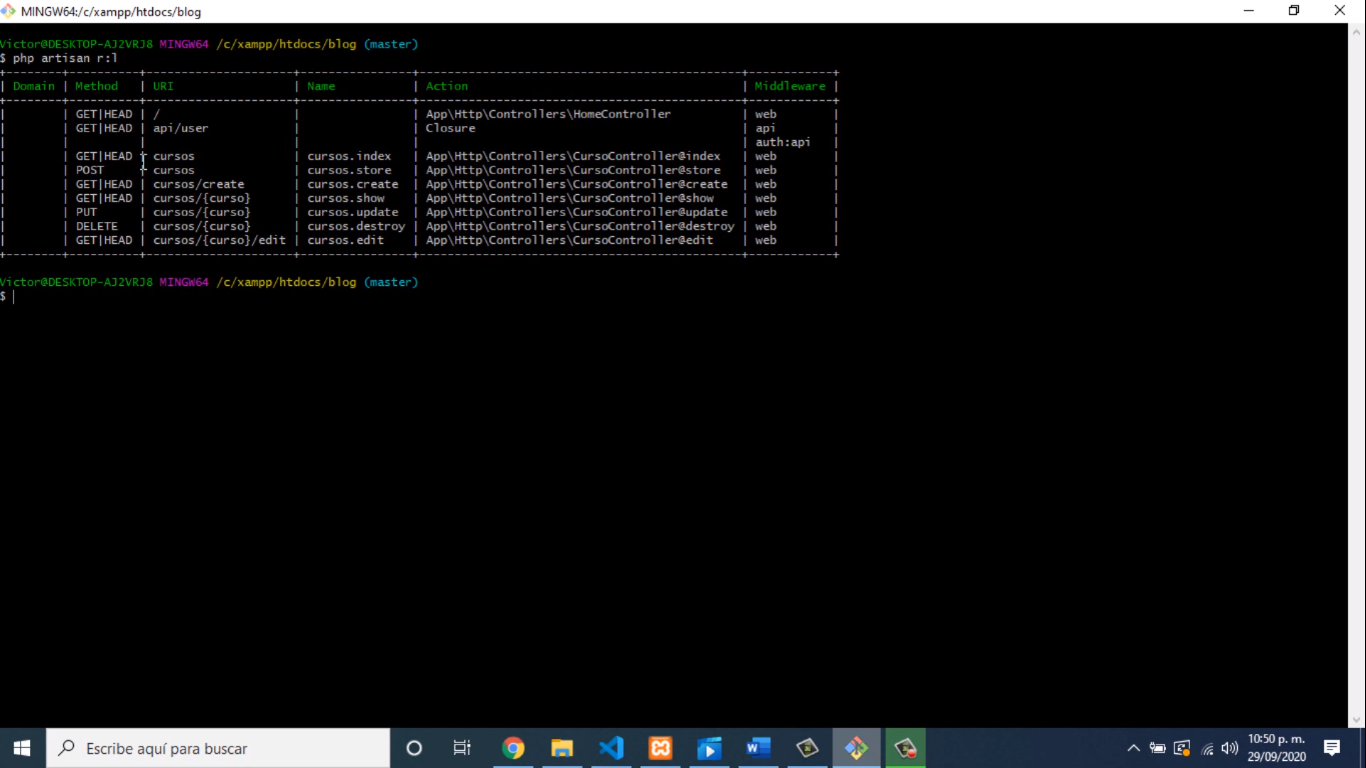 MINGW64:/c/xampp/htdocs/blog
Victor@DESKTOP-AJ2VRJ8 MINGW64 /c/xampp/htdocs/blog (master)
$ php artisan r:l
+--------+----------+---------------------+----------------+----------------------------------------------+------------+
| Domain | Method | URI | Name | Action | Middleware |
+--------+----------+---------------------+----------------+----------------------------------------------+------------+
| | GET|HEAD | / | | App\Http\Controllers\HomeController | web |
| | GET|HEAD | api/user | | Closure | api |
| | | | | | auth:api |
| | GET|HEAD | cursos | cursos.index | App\Http\Controllers\CursoController@index | web |
| | POST | cursos | cursos.store | App\Http\Controllers\CursoController@store | web |
| | GET|HEAD | cursos/create | cursos.create | App\Http\Controllers\CursoController@create | web |
| | GET|HEAD | cursos/{curso} | cursos.show | App\Http\Controllers\CursoController@show | web |
| | PUT | cursos/{curso} | cursos.update | App\Http\Controllers\CursoController@update | web |
| | DELETE | cursos/{curso} | cursos.destroy | App\Http\Controllers\CursoController@destroy | web |
| | GET|HEAD | cursos/{curso}/edit | cursos.edit | App\Http\Controllers\CursoController@edit | web |
+--------+----------+---------------------+----------------+----------------------------------------------+------------+
Victor@DESKTOP-AJ2VRJ8 MINGW64 /c/xampp/htdocs/blog (master)
$
Escribe aquí para buscar
10:50 p. m.
29/09/2020